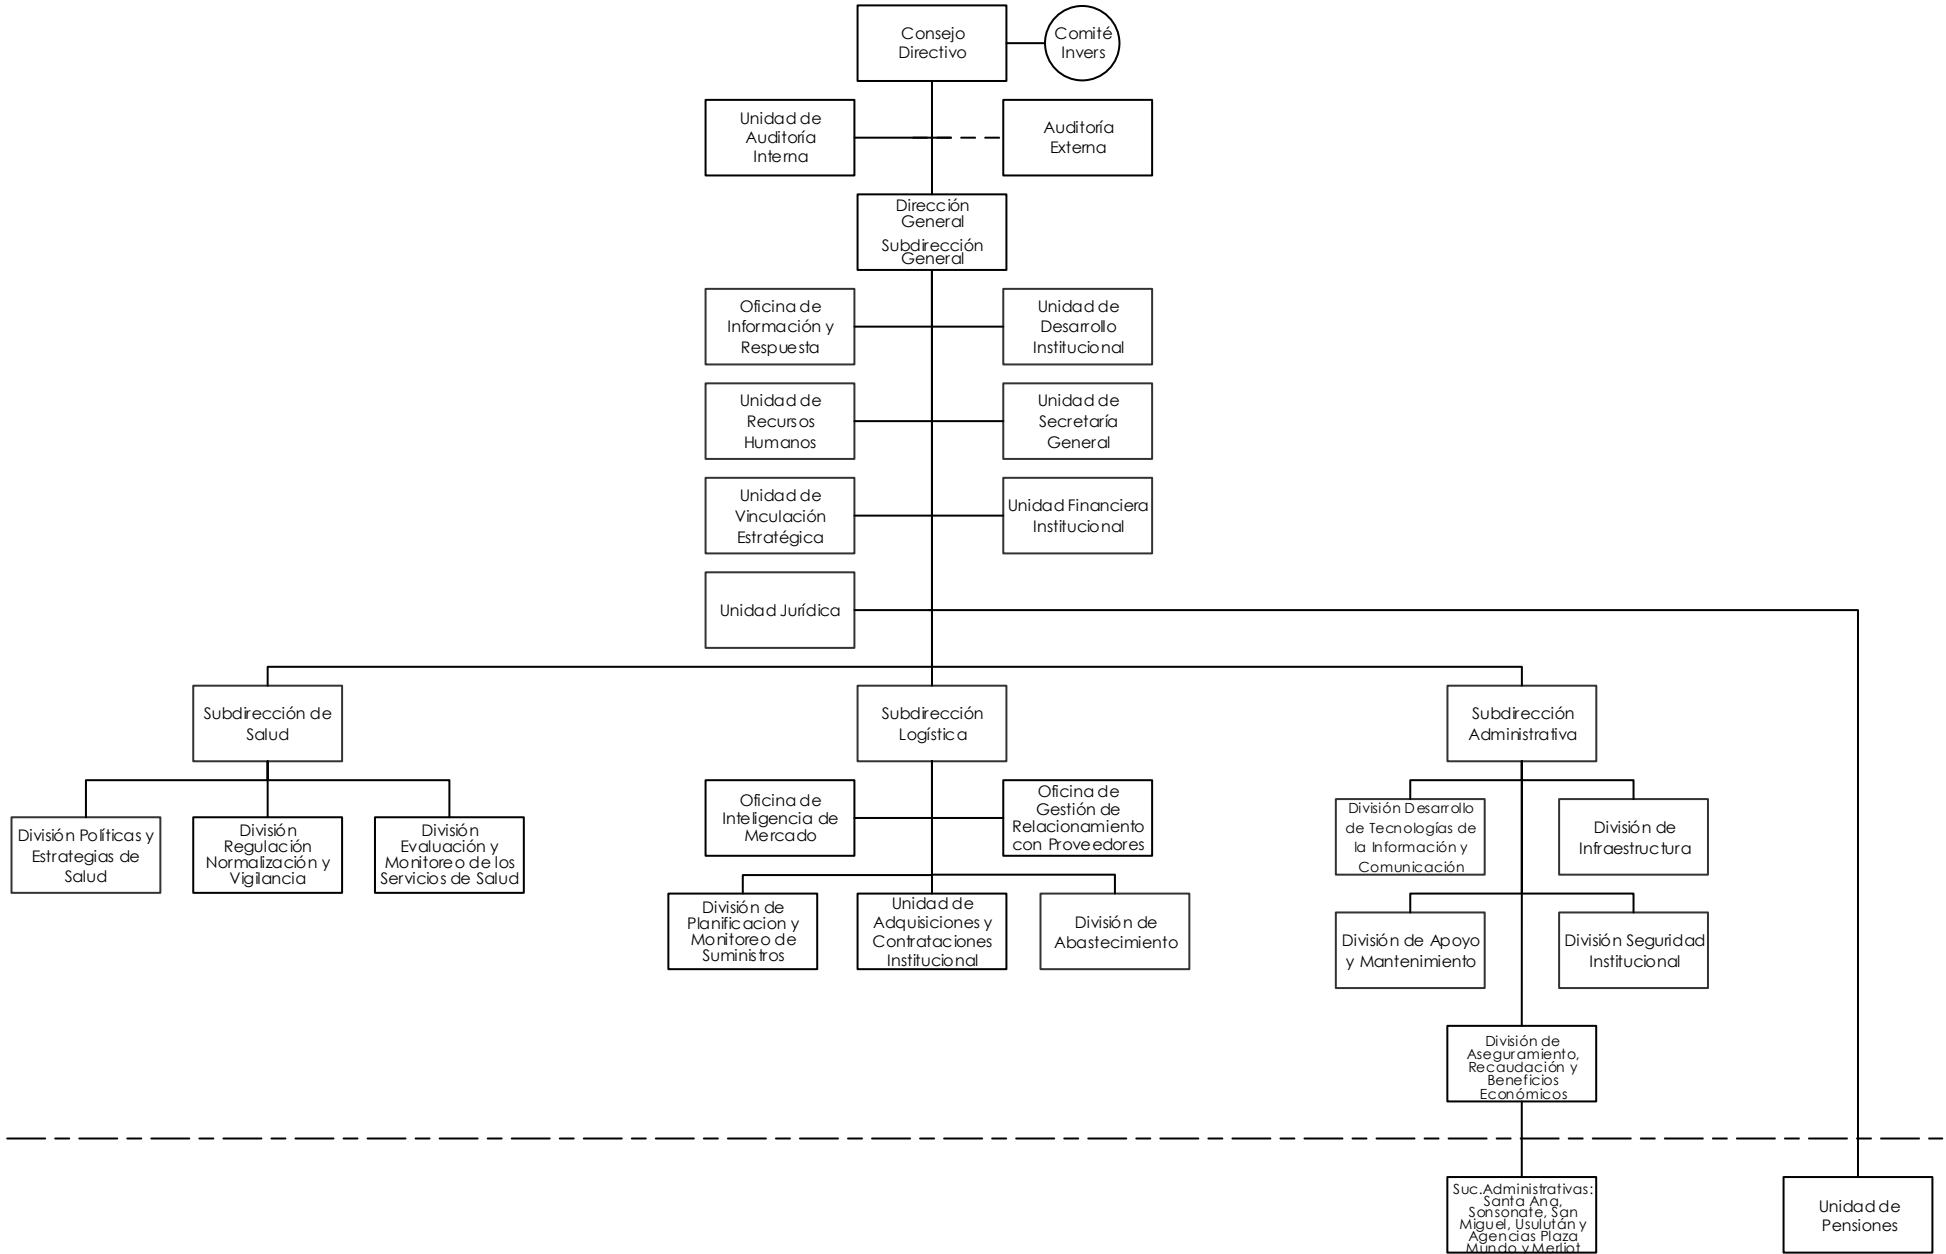 Consejo
Directivo
Comité
Invers
Unidad de
Auditoría
Interna
Auditoría
Externa
Dirección
General
Subdirección
General
Oficina de
Información y
Respuesta
Unidad de
Desarrollo
Institucional
Unidad de
Recursos
Humanos
Unidad de
Secretaría
General
Unidad de
Vinculación
Estratégica
Unidad Financiera
Institucional
Unidad Jurídica
Subdirección de
Salud
Subdirección
Logística
Subdirección
Administrativa
División Políticas y
Estrategias de
Salud
División
Regulación
Normalización y
Vigilancia
División
Evaluación y
Monitoreo de los
Servicios de Salud
Oficina de
Inteligencia de
Mercado
Oficina de
Gestión de
Relacionamiento
con Proveedores
División de
Planificacion y
Monitoreo de
Suministros
Unidad de
Adquisiciones y
Contrataciones
Institucional
División de
Abastecimiento
División Desarrollo
de Tecnologías de
la Información y
Comunicación
División de
Infraestructura
División de Apoyo
y Mantenimiento
División Seguridad
Institucional
División de
Aseguramiento,
Recaudación y
Beneficios
Económicos
Suc.Administrativas:
Santa Ana,
Sonsonate, San
Miguel, Usulután y
Agencias Plaza
Mundo y Merliot
Unidad de
Pensiones